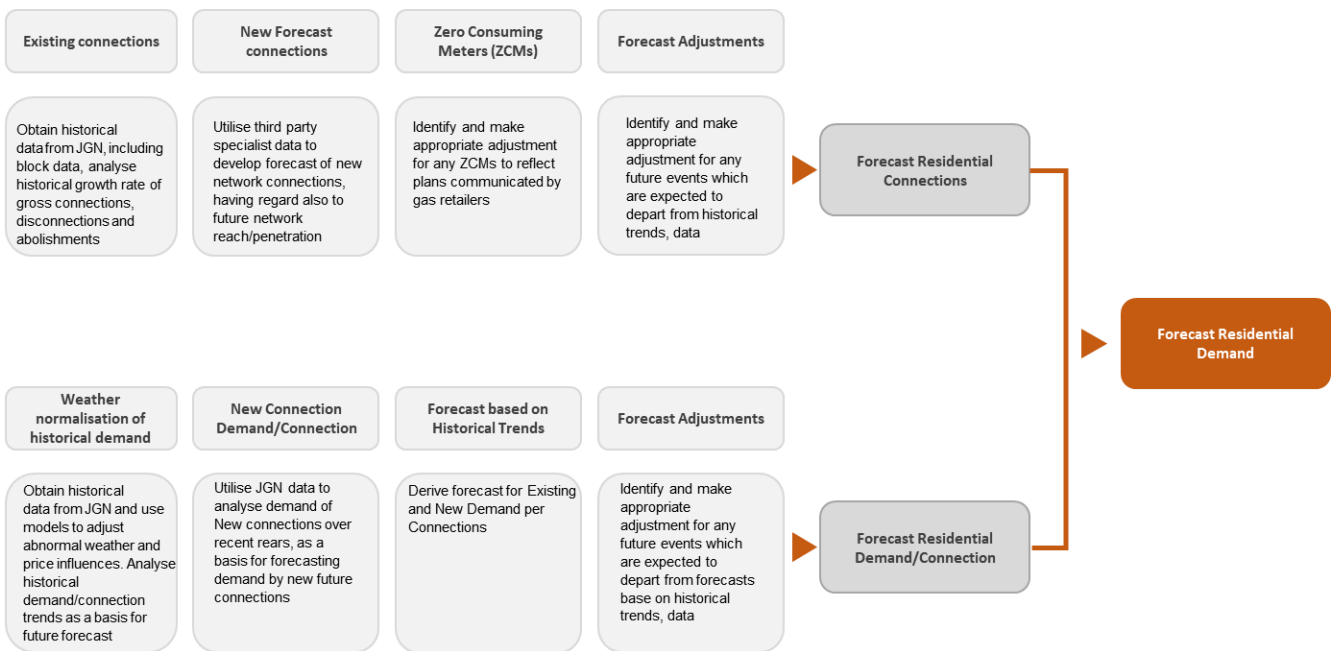 Existing connections
New Forecast
connections
Zero Consuming
Meters (ZCMs)
Forecast Adjustments
Obtain historical
data from JGN, including
block data, analyse
historical growth rate of
gross connections,
disconnections and
abolishments
Utilise third party
specialist data to
develop forecast of new
network connections,
having regard also to
future network
reach/penetration
Identify and make
appropriate adjustment
for any ZCMs to reflect
plans communicated by
gas retailers
Identify and make
appropriate
adjustment for any
future events which
are expected to
depart from historical
trends, data
Forecast Residential
Connections
Forecast Residential
Demand
Weather
normalisation of
historical demand
New Connection
Demand/Connection
Forecast based on
Historical Trends
Forecast Adjustments
Obtain historical
data from JGN and use
models to adjust
abnormal weather and
price influences. Analyse
historical
demand/connection
trends as a basis for
future forecast
Utilise JGN data to
analyse demand of
New connections over
recent rears, as a
basis for forecasting
demand by new future
connections
Derive forecast for Existing
and New Demand per
Connections
Identify and make
appropriate
adjustment for any
future events which
are expected to
depart from forecasts
base on historical
trends, data
Forecast Residential
Demand/Connection